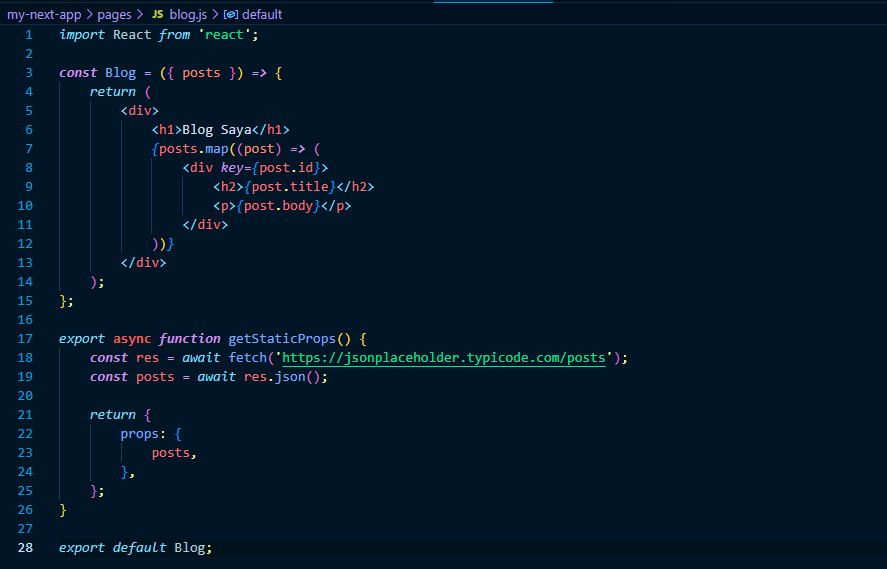 my-next-app > pages > JS blog.js > default
1 import React from 'react';
2
3 const Blog = ({ posts }) => {
4 return (
5 <div>
6 <h1>Blog Saya</h1>
7 {posts.map((post) => (
8 <div key={post.id}>
9 <h2>{post.title}</h2>
10 <p>{post.body}</p>
11 </div>
12 ))}
13 </div>
14 );
15 };
16
17 export async function getStaticProps() {
18 const res = await fetch('https://jsonplaceholder.typicode.com/posts');
19 const posts = await res.json();
20
21 return {
22 props: {
23 posts,
24 },
25 };
26 }
27
28 export default Blog;